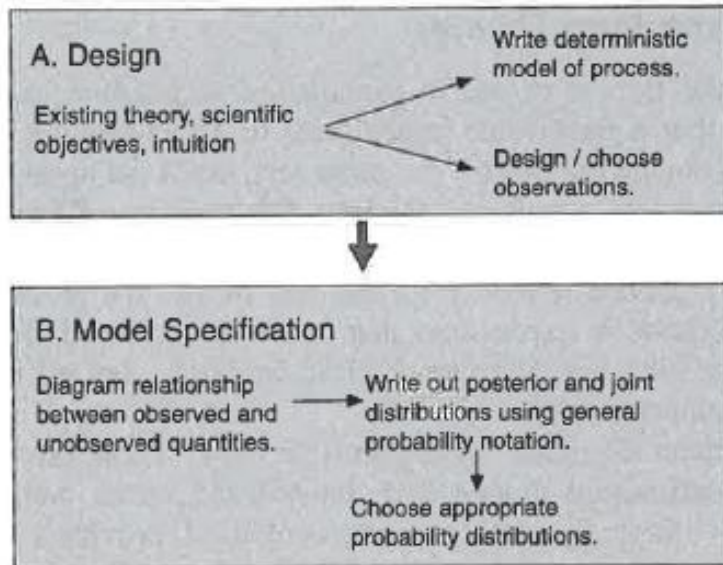 A. Design
Existing theory, scientific
objectives, intuition
Write deterministic
model of process.
Design / choose
observations.
B. Model Specification
Diagram relationship
between observed and
unobserved quantities.
Write out posterior and joint
distributions using general
probability notation.
Choose appropriate
probability distributions.